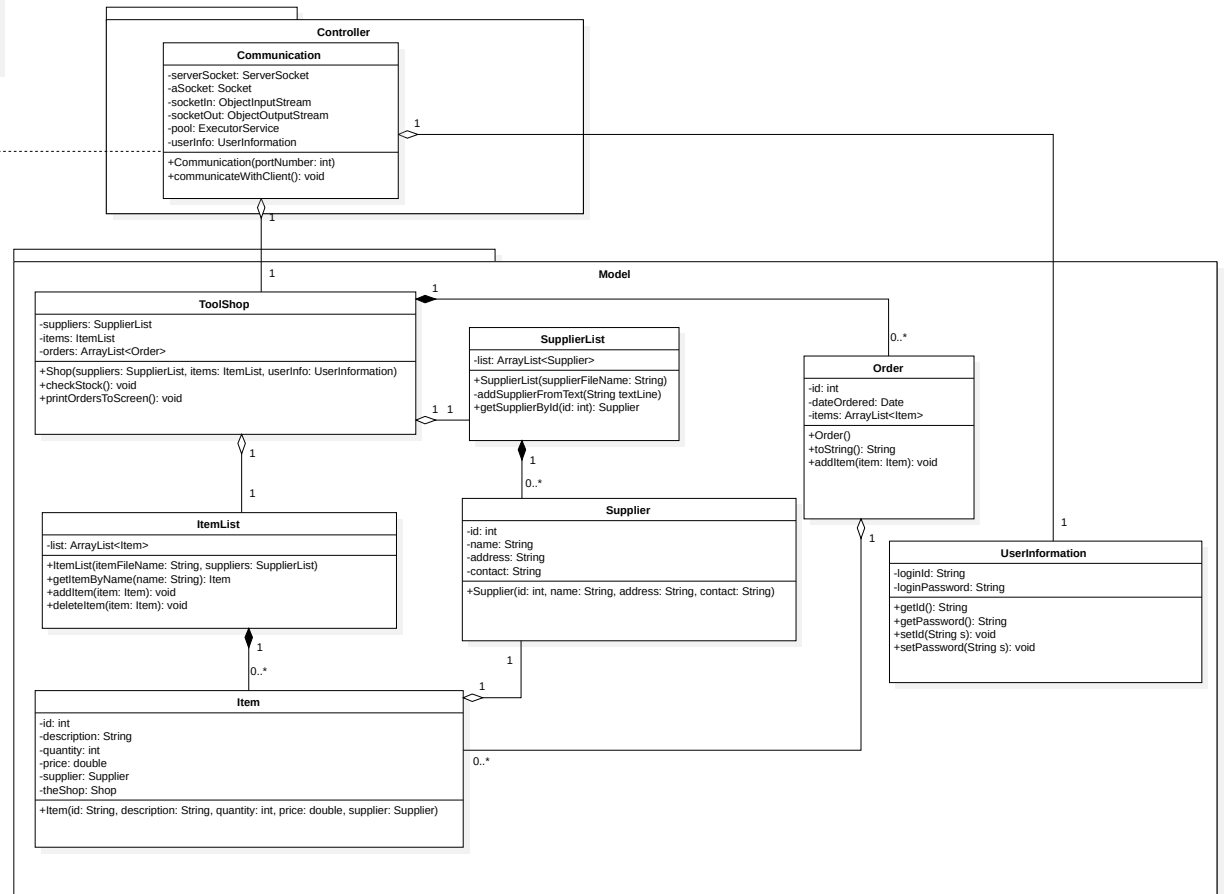 Controller
Communication
-serverSocket: ServerSocket
-aSocket: Socket
-socketIn: ObjectInputStream
-socketOut: ObjectOutputStream
-pool: ExecutorService
-userInfo: UserInformation
+Communication(portNumber: int)
+communicateWithClient(): void
1
1
1
Model
ToolShop
-suppliers: SupplierList
-items: ItemList
-orders: ArrayList<Order>
+Shop(suppliers: SupplierList, items: ItemList, userInfo: UserInformation)
+checkStock(): void
+printOrdersToScreen(): void
1
0..*
SupplierList
-list: ArrayList<Supplier>
+SupplierList(supplierFileName: String)
-addSupplierFromText(String textLine)
+getSupplierById(id: int): Supplier
1 1
Order
-id: int
-dateOrdered: Date
-items: ArrayList<Item>
+Order()
+toString(): String
+addItem(item: Item): void
1
1
1
0..*
ItemList
-list: ArrayList<Item>
+ItemList(itemFileName: String, suppliers: SupplierList)
+getItemByName(name: String): Item
+addItem(item: Item): void
+deleteItem(item: Item): void
Supplier
-id: int
-name: String
-address: String
-contact: String
+Supplier(id: int, name: String, address: String, contact: String)
1
1
UserInformation
-loginId: String
-loginPassword: String
+getId(): String
+getPassword(): String
+setId(String s): void
+setPassword(String s): void
1
0..*
1
1
Item
-id: int
-description: String
-quantity: int
-price: double
-supplier: Supplier
-theShop: Shop
+Item(id: String, description: String, quantity: int, price: double, supplier: Supplier)
0..*